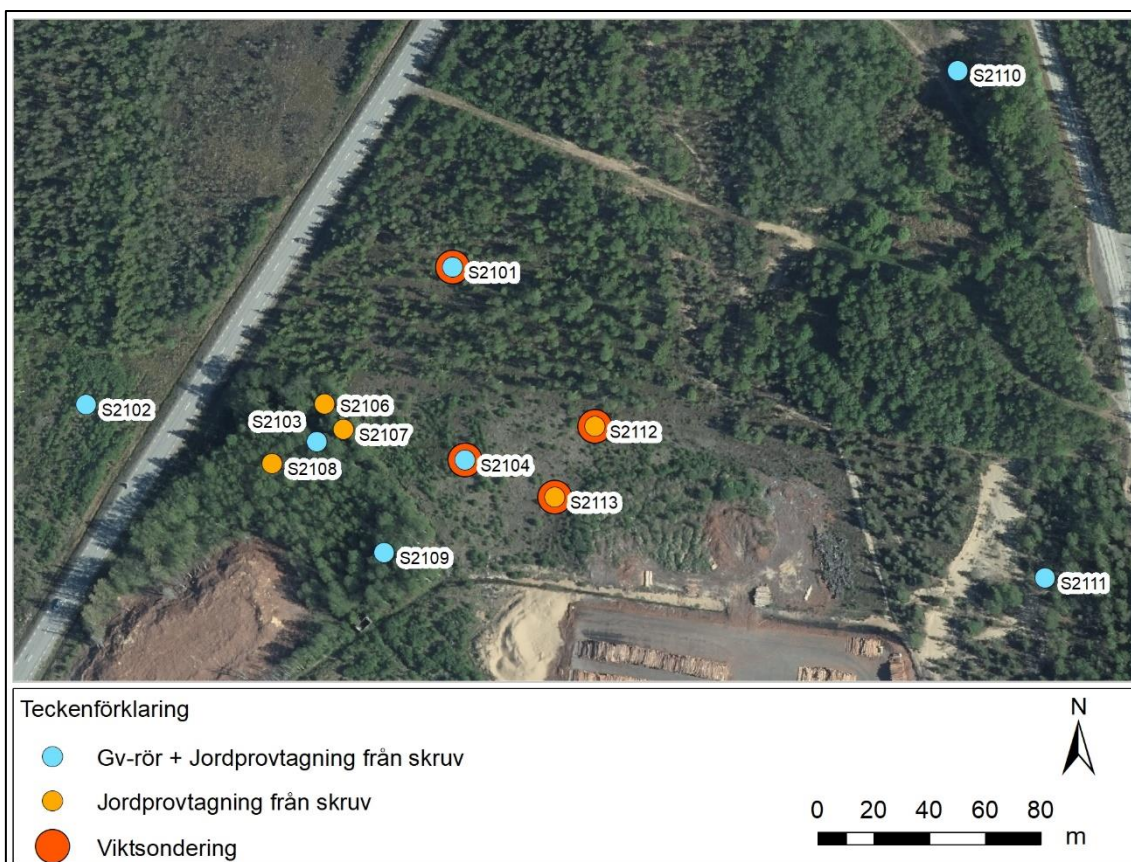 S2110
S2101
S2102
S2106
S2103
S2107
S2112
S2108
S2104
S2113
S2109
S2111
Teckenförklaring
Gv-rör + Jordprovtagning från skruv
Jordprovtagning från skruv
Viktsondering
N
0 20 40 60 80
m